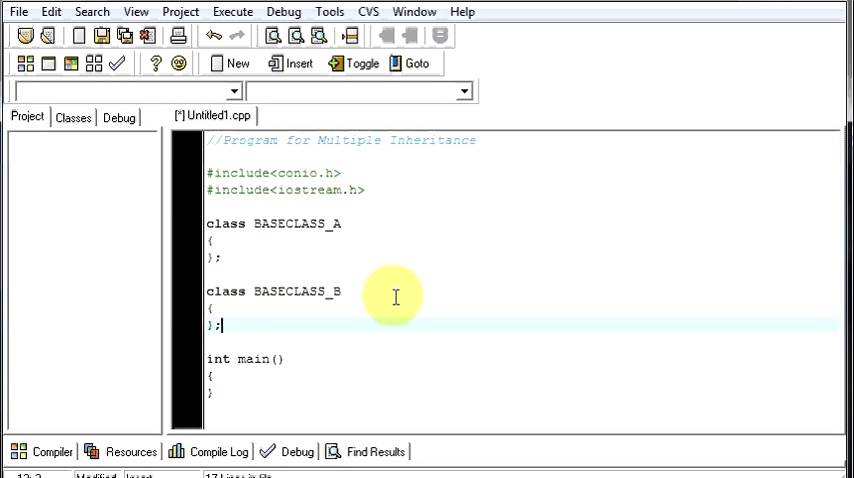 File Edit Search View Project Execute Debug Tools CVS Window Help
New Insert Toggle Goto
Project Classes Debug [*] Untitled1.cpp
//Program for Multiple Inheritance
#include<conio.h>
#include<iostream.h>
class BASECLASS_A
{
};
class BASECLASS_B
{
};
int main()
{
}
Compiler Resources Compile Log Debug Find Results